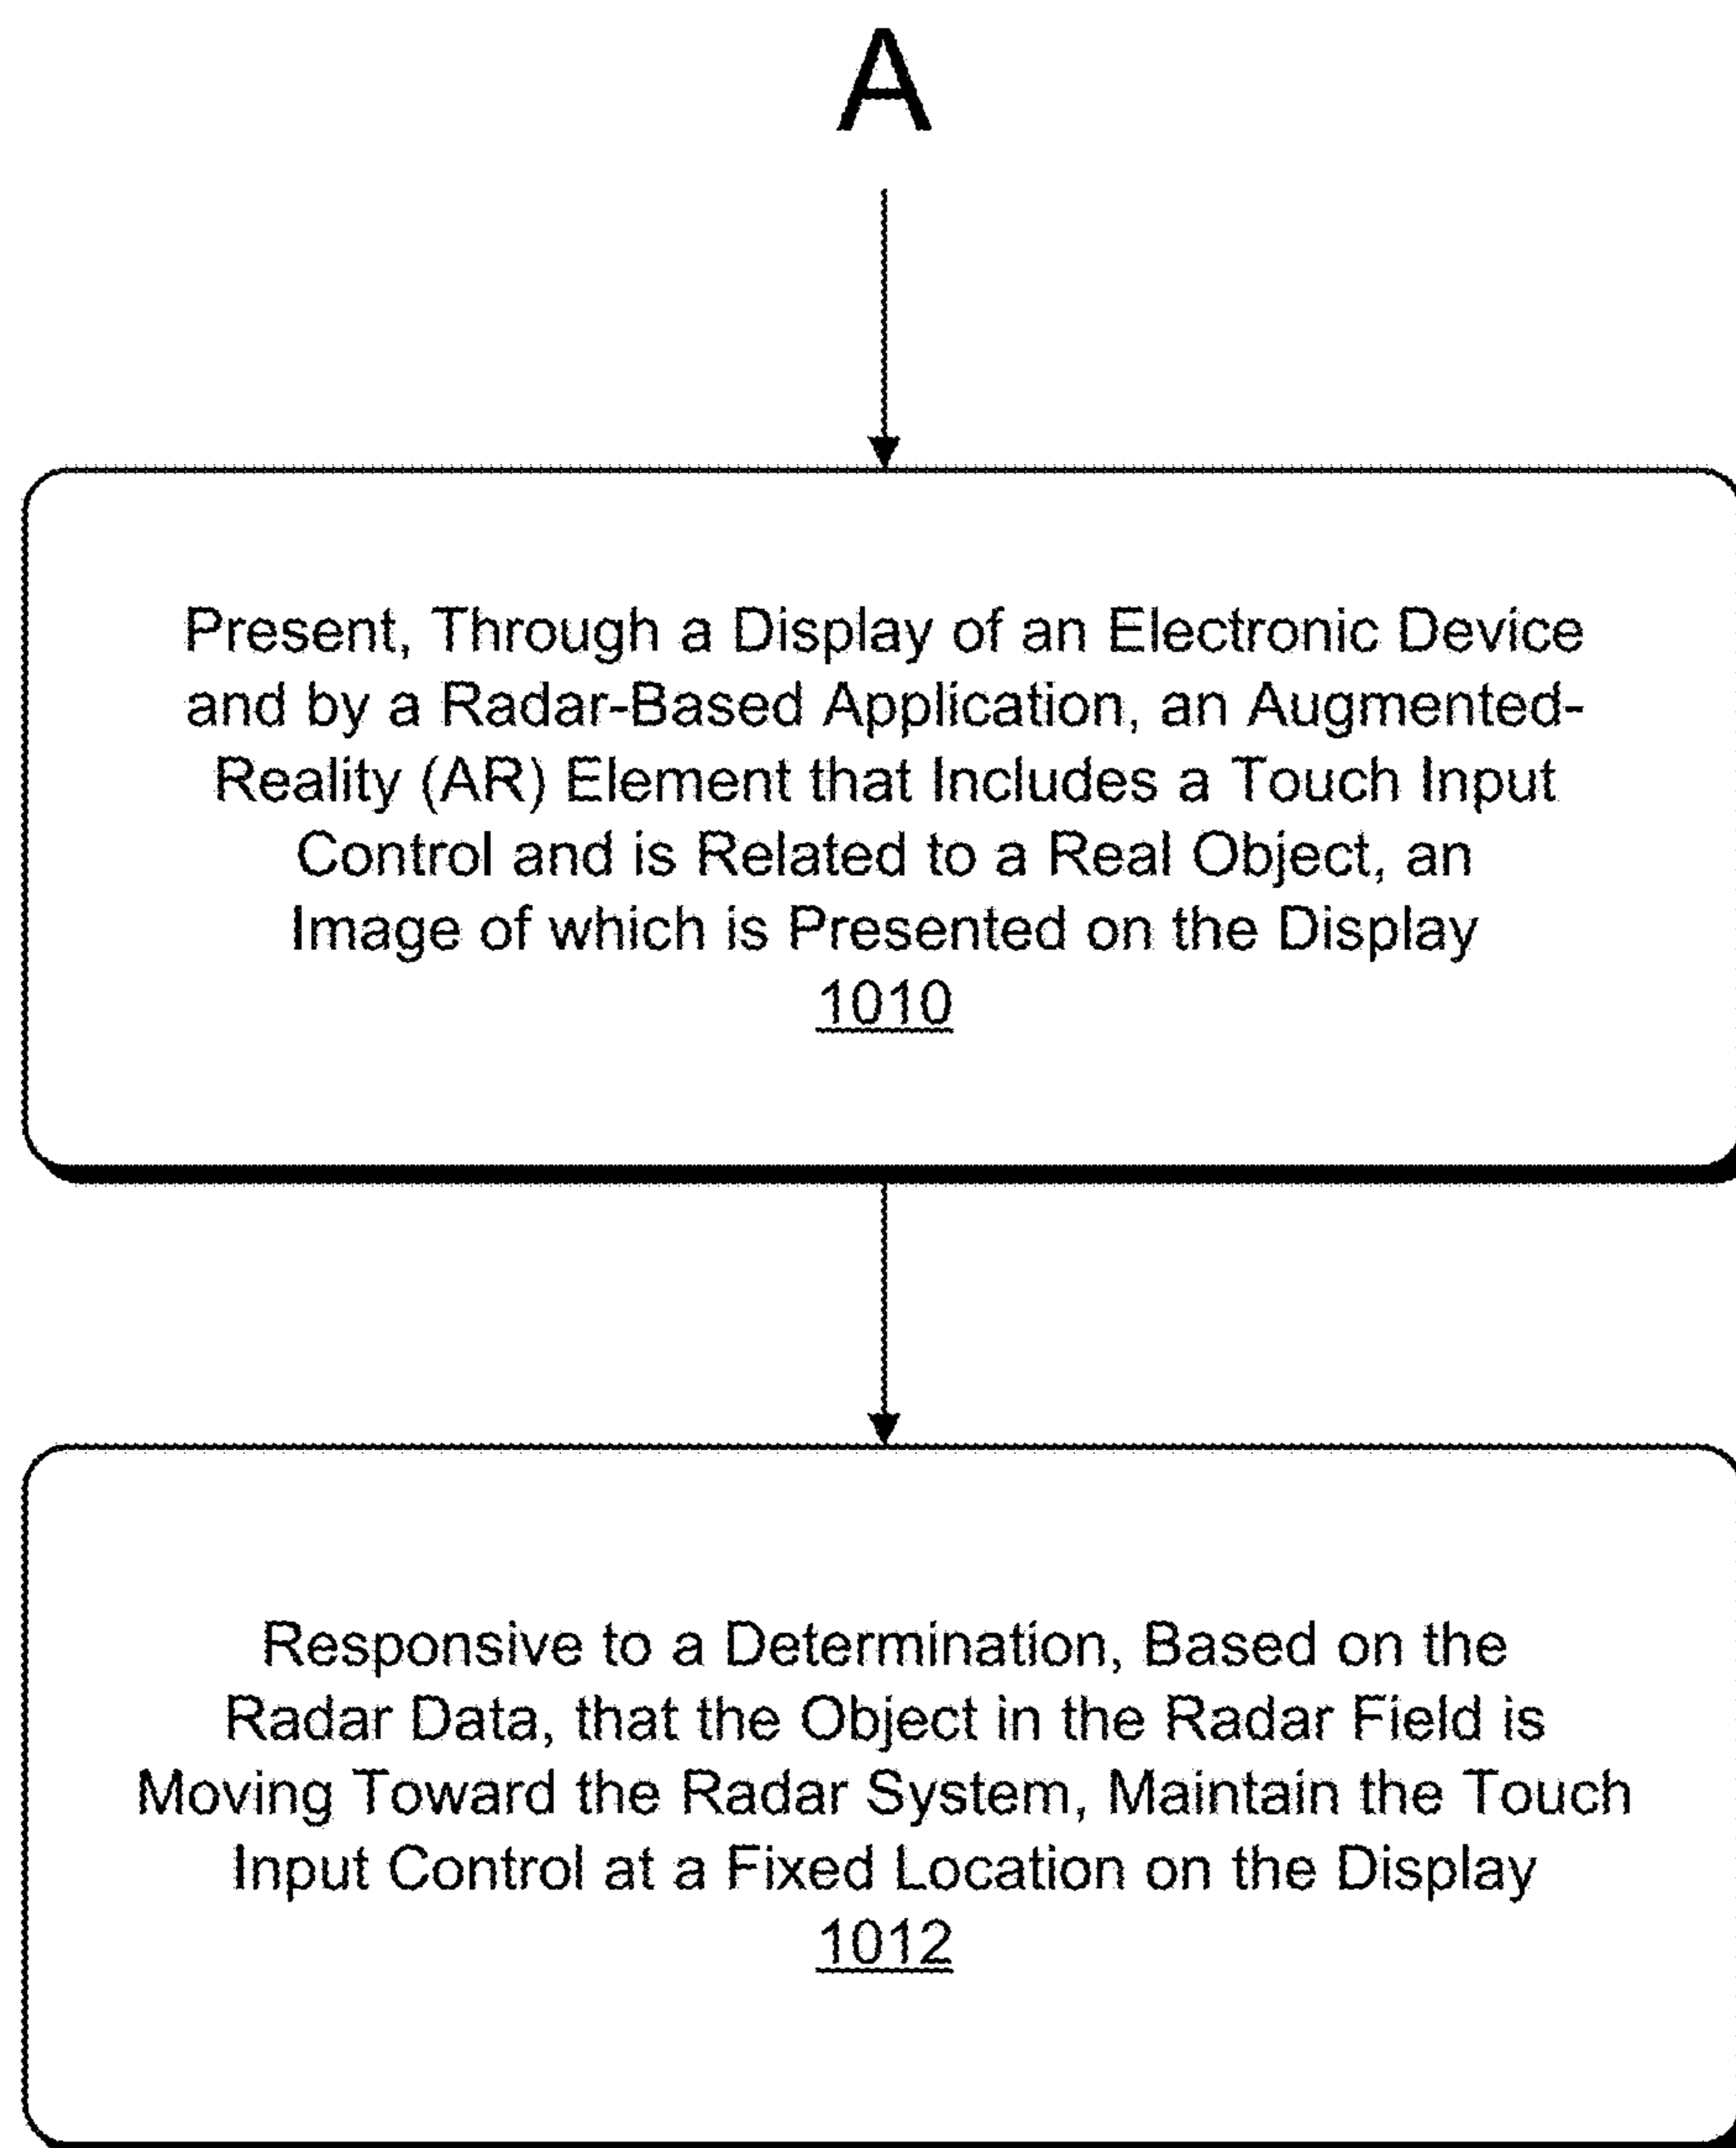 A
Present, Through a Display of an Electronic Device
and by a Radar-Based Application, an Augmented-
Reality (AR) Element that Includes a Touch Input
Control and is Related to a Real Object, an
Image of which is Presented on the Display
1010
Responsive to a Determination, Based on the
Radar Data, that the Object in the Radar Field is
Moving Toward the Radar System, Maintain the Touch
Input Control at a Fixed Location on the Display
1012